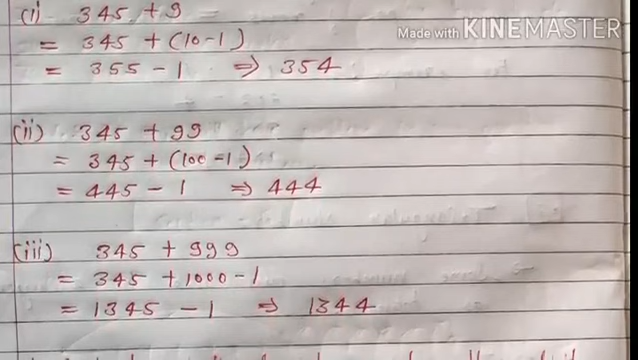 (i) 345 + 9
= 345 + (10-1)
= 355 - 1 ⇒ 354
(ii) 345 + 99
= 345 + (100 -1)
= 445 - 1 ⇒ 444
(iii) 345 + 999
= 345 + 1000 - 1
= 1345 - 1 ⇒ 1344
Made with KINEMASTER